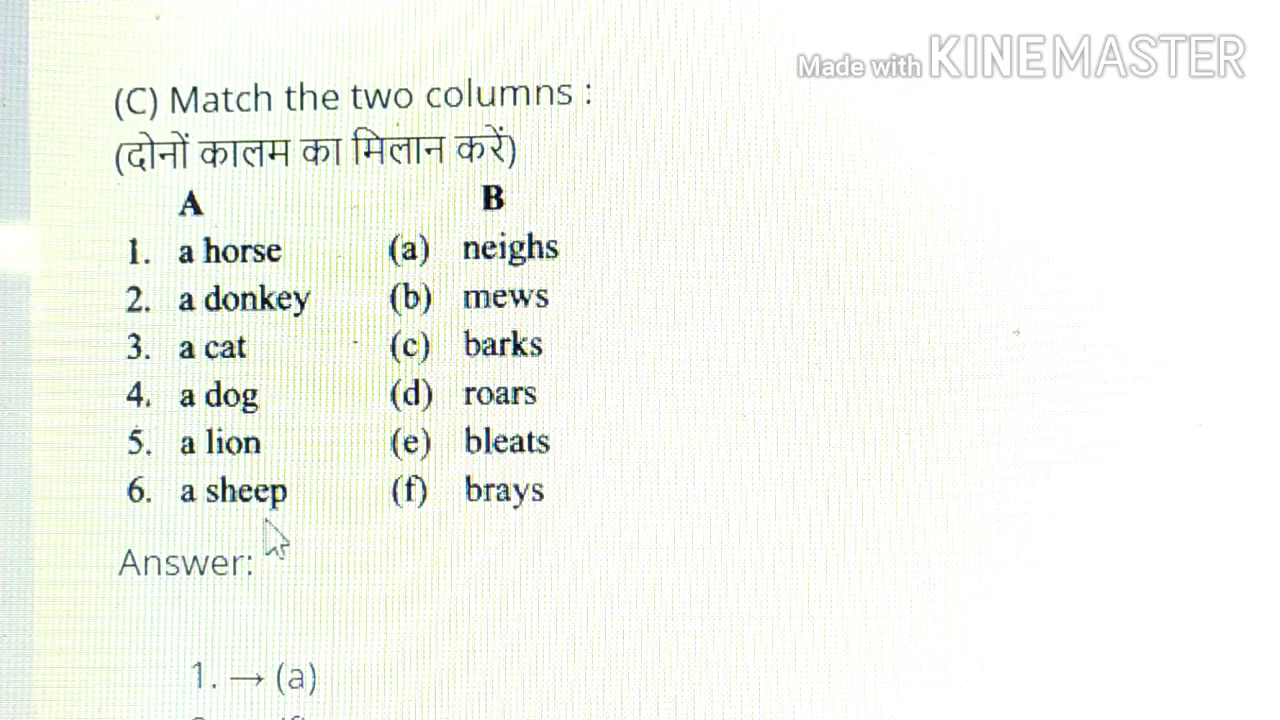 Made with KINEMASTER
(C) Match the two columns :
(दोनों कालम का मिलान करें)
A B
1. a horse (a) neighs
2. a donkey (b) mews
3. a cat (c) barks
4. a dog (d) roars
5. a lion (e) bleats
6. a sheep (f) brays
Answer:
1. → (a)